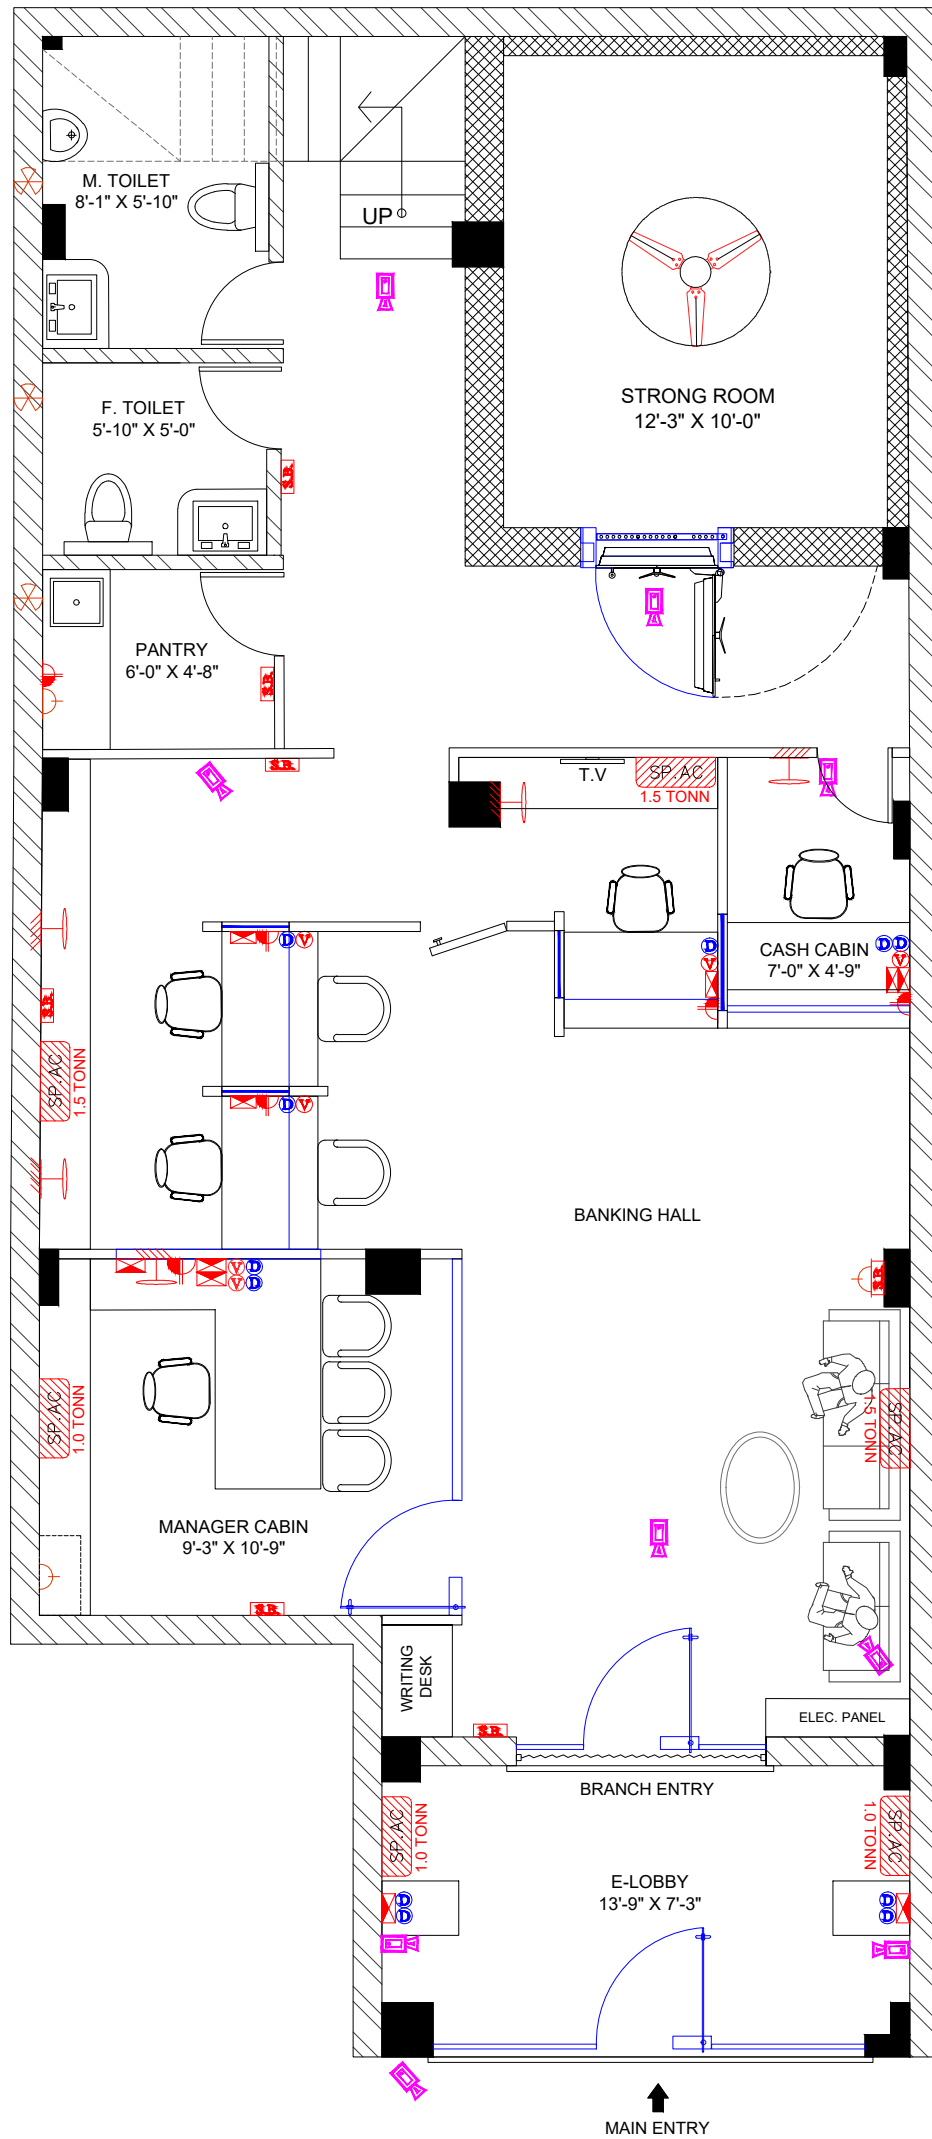 M. TOILET
8'-1" X 5'-10"
UP
STRONG ROOM
12'-3" X 10'-0"
F. TOILET
5'-10" X 5'-0"
S.B.
PANTRY
6'-0" X 4'-8"
S.B.
S.B.
T.V
SP.AC
1.5 TONN
CASH CABIN
7'-0" X 4'-9"
D D
V
D
V
D V
S.B.
SP.AC
1.5 TONN
D V
BANKING HALL
V D
V D
S.B.
SP.AC
1.0 TONN
SP.AC
1.5 TONN
MANAGER CABIN
9'-3" X 10'-9"
S.B.
WRITING
DESK
S.B.
ELEC. PANEL
BRANCH ENTRY
SP.AC
1.0 TONN
SP.AC
1.0 TONN
E-LOBBY
13'-9" X 7'-3"
D
D
D
D
MAIN ENTRY